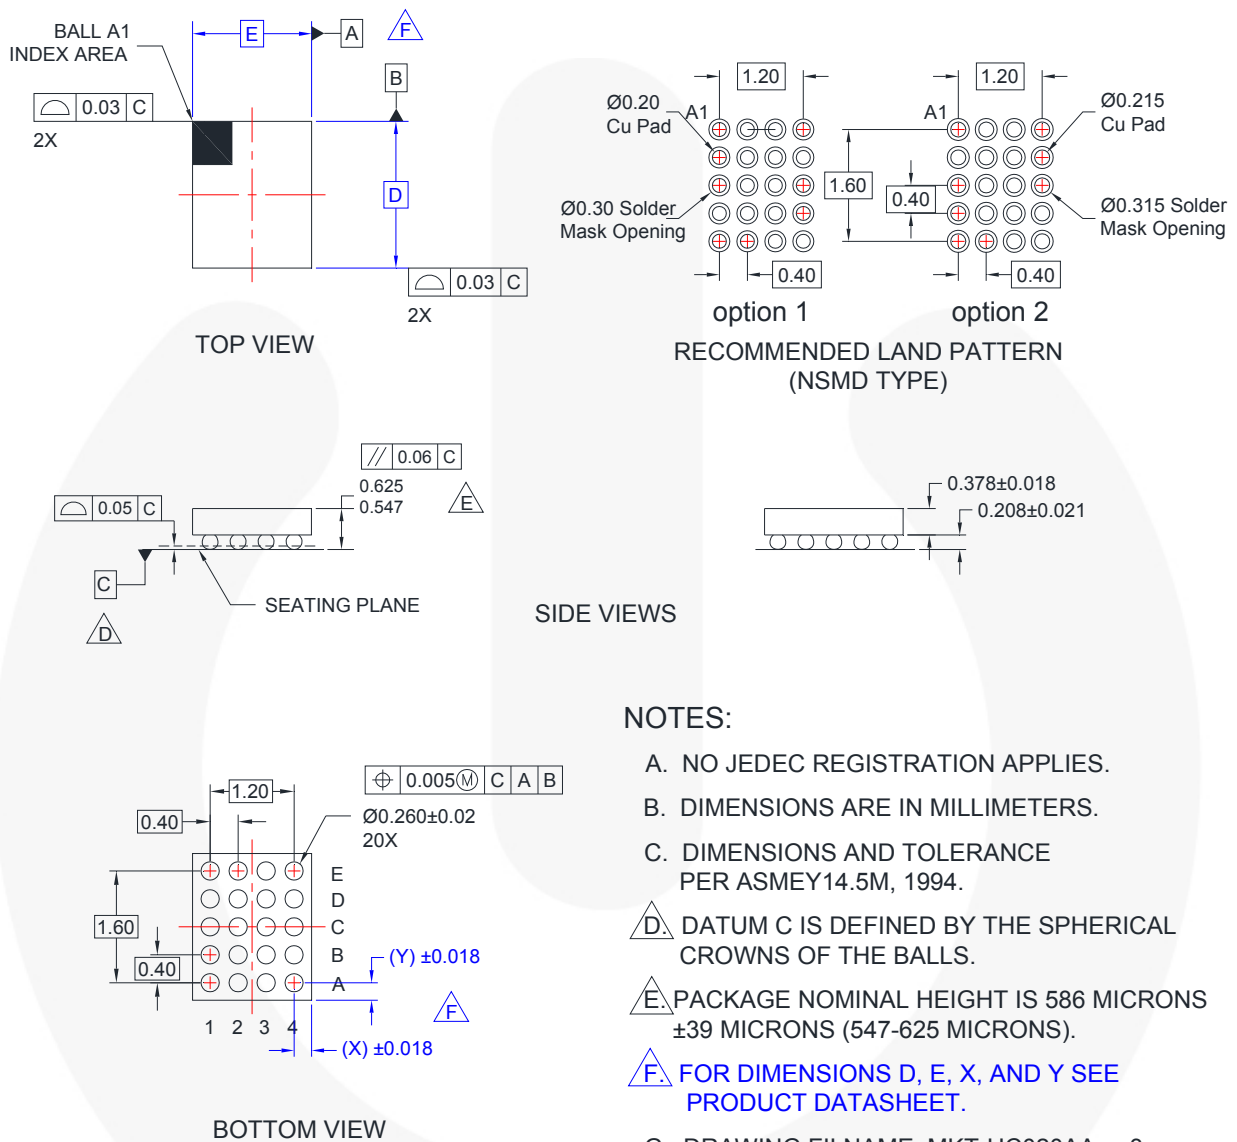 BALL A1
INDEX AREA
E
A
F
B
0.03 C
2X
D
0.03 C
2X
TOP VIEW
1.20
1.20
Ø0.20
Cu Pad
A1
A1
Ø0.215
Cu Pad
1.60
0.40
Ø0.30 Solder
Mask Opening
Ø0.315 Solder
Mask Opening
0.40
0.40
option 1
option 2
RECOMMENDED LAND PATTERN
(NSMD TYPE)
// 0.06 C
0.625
0.547
E
0.05 C
C
D
SEATING PLANE
0.378±0.018
0.208±0.021
SIDE VIEWS
NOTES:
A. NO JEDEC REGISTRATION APPLIES.
B. DIMENSIONS ARE IN MILLIMETERS.
C. DIMENSIONS AND TOLERANCE
PER ASMEY14.5M, 1994.
D. DATUM C IS DEFINED BY THE SPHERICAL
CROWNS OF THE BALLS.
E. PACKAGE NOMINAL HEIGHT IS 586 MICRONS
±39 MICRONS (547-625 MICRONS).
F. FOR DIMENSIONS D, E, X, AND Y SEE
PRODUCT DATASHEET.
1.20
0.005Ⓜ C A B
0.40
Ø0.260±0.02
20X
E
D
1.60
C
B
0.40
A
(Y) ±0.018
F
1 2 3 4
(X) ±0.018
BOTTOM VIEW